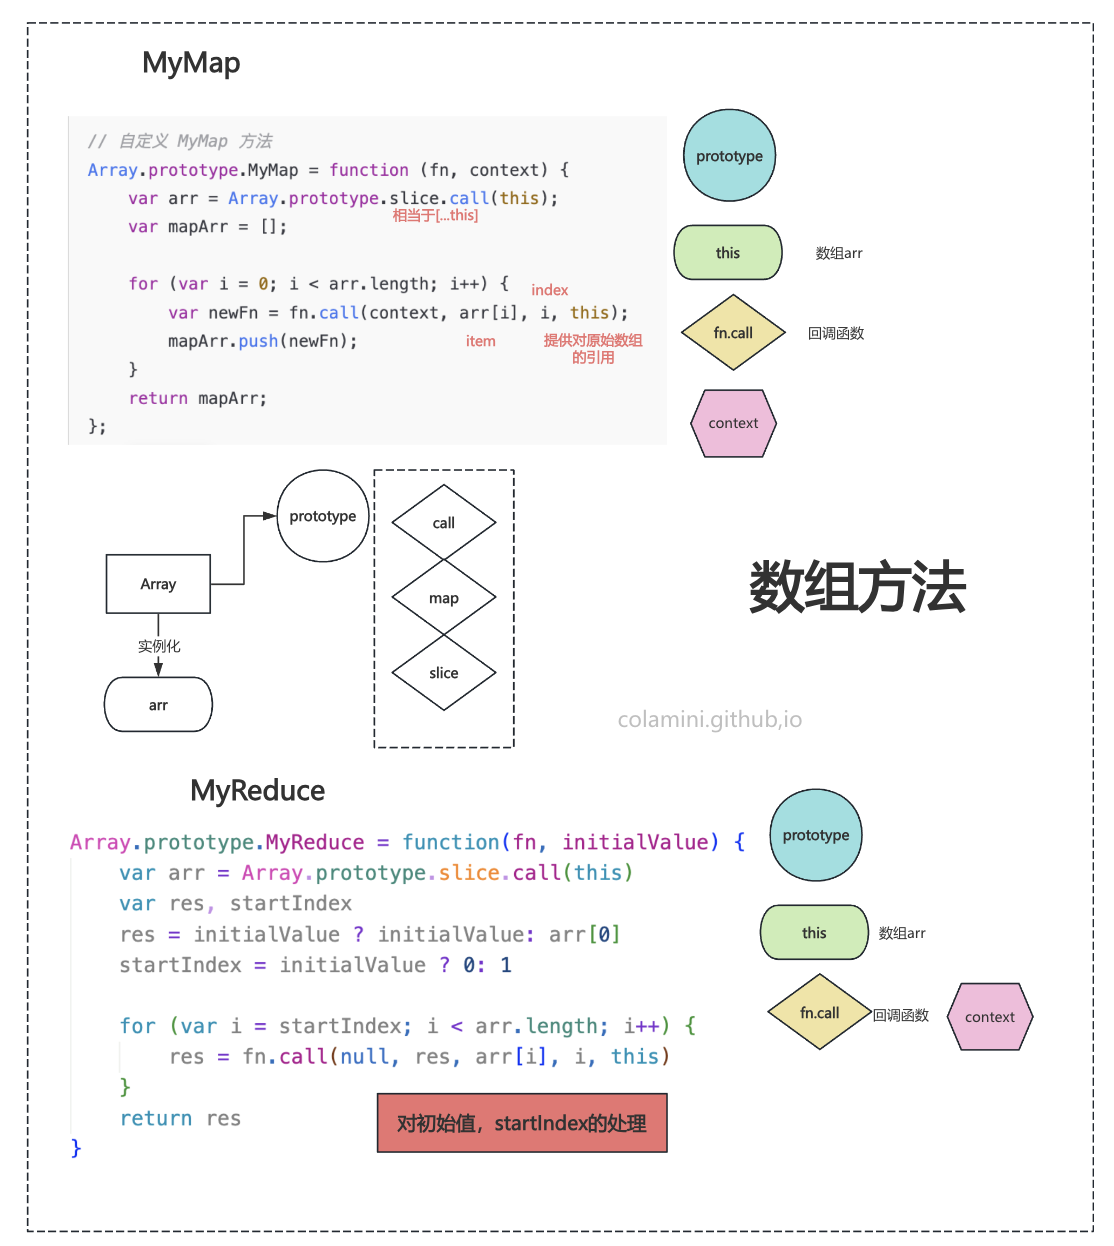 MyMap
// 自定义 MyMap 方法
Array.prototype.MyMap = function (fn, context) {
    var arr = Array.prototype.slice.call(this);
相当于[...this]
    var mapArr = [];
    for (var i = 0; i < arr.length; i++) {
index
        var newFn = fn.call(context, arr[i], i, this);
        mapArr.push(newFn);
item
提供对原始数组
的引用
    }
    return mapArr;
};
prototype
this
数组arr
fn.call
回调函数
context
prototype
Array
实例化
arr
call
map
slice
数组方法
colamini.github,io
MyReduce
Array.prototype.MyReduce = function(fn, initialValue) {
    var arr = Array.prototype.slice.call(this)
    var res, startIndex
    res = initialValue ? initialValue: arr[0]
    startIndex = initialValue ? 0: 1
    for (var i = startIndex; i < arr.length; i++) {
        res = fn.call(null, res, arr[i], i, this)
    }
    return res
}
对初始值，startIndex的处理
prototype
this
数组arr
fn.call
回调函数
context